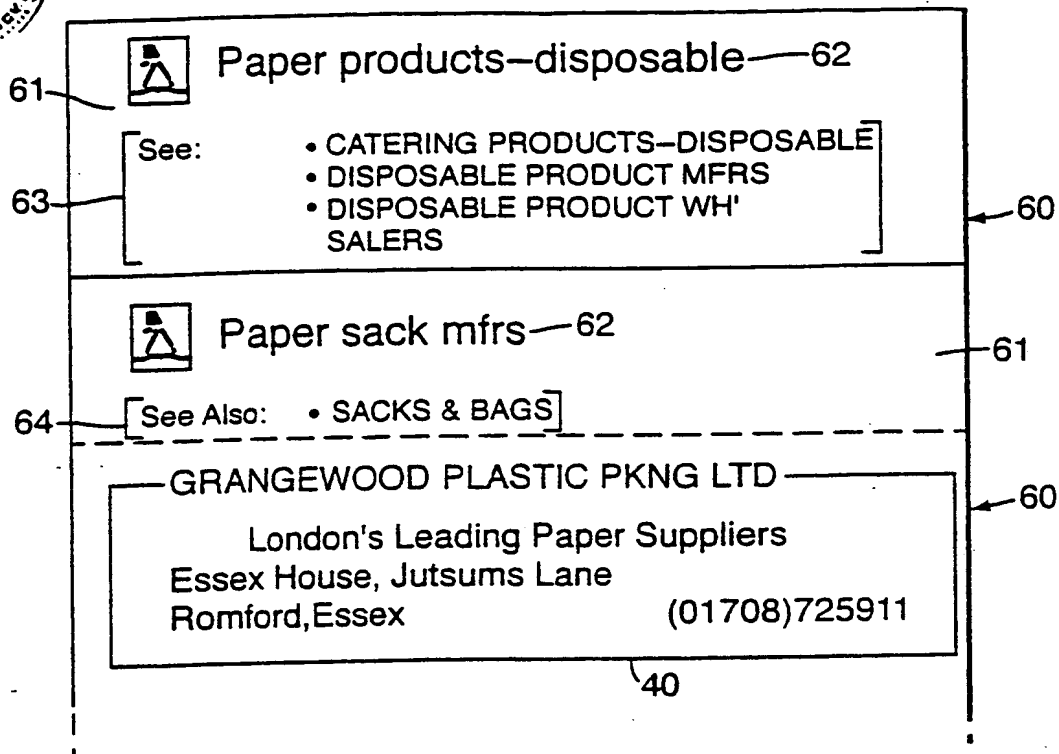 Paper products–disposable 62
61
See: • CATERING PRODUCTS–DISPOSABLE
• DISPOSABLE PRODUCT MFRS
63
• DISPOSABLE PRODUCT WH'
60
SALERS
Paper sack mfrs 62
61
64 See Also: • SACKS & BAGS
GRANGEWOOD PLASTIC PKNG LTD
60
London's Leading Paper Suppliers
Essex House, Jutsums Lane
Romford,Essex (01708)725911
40